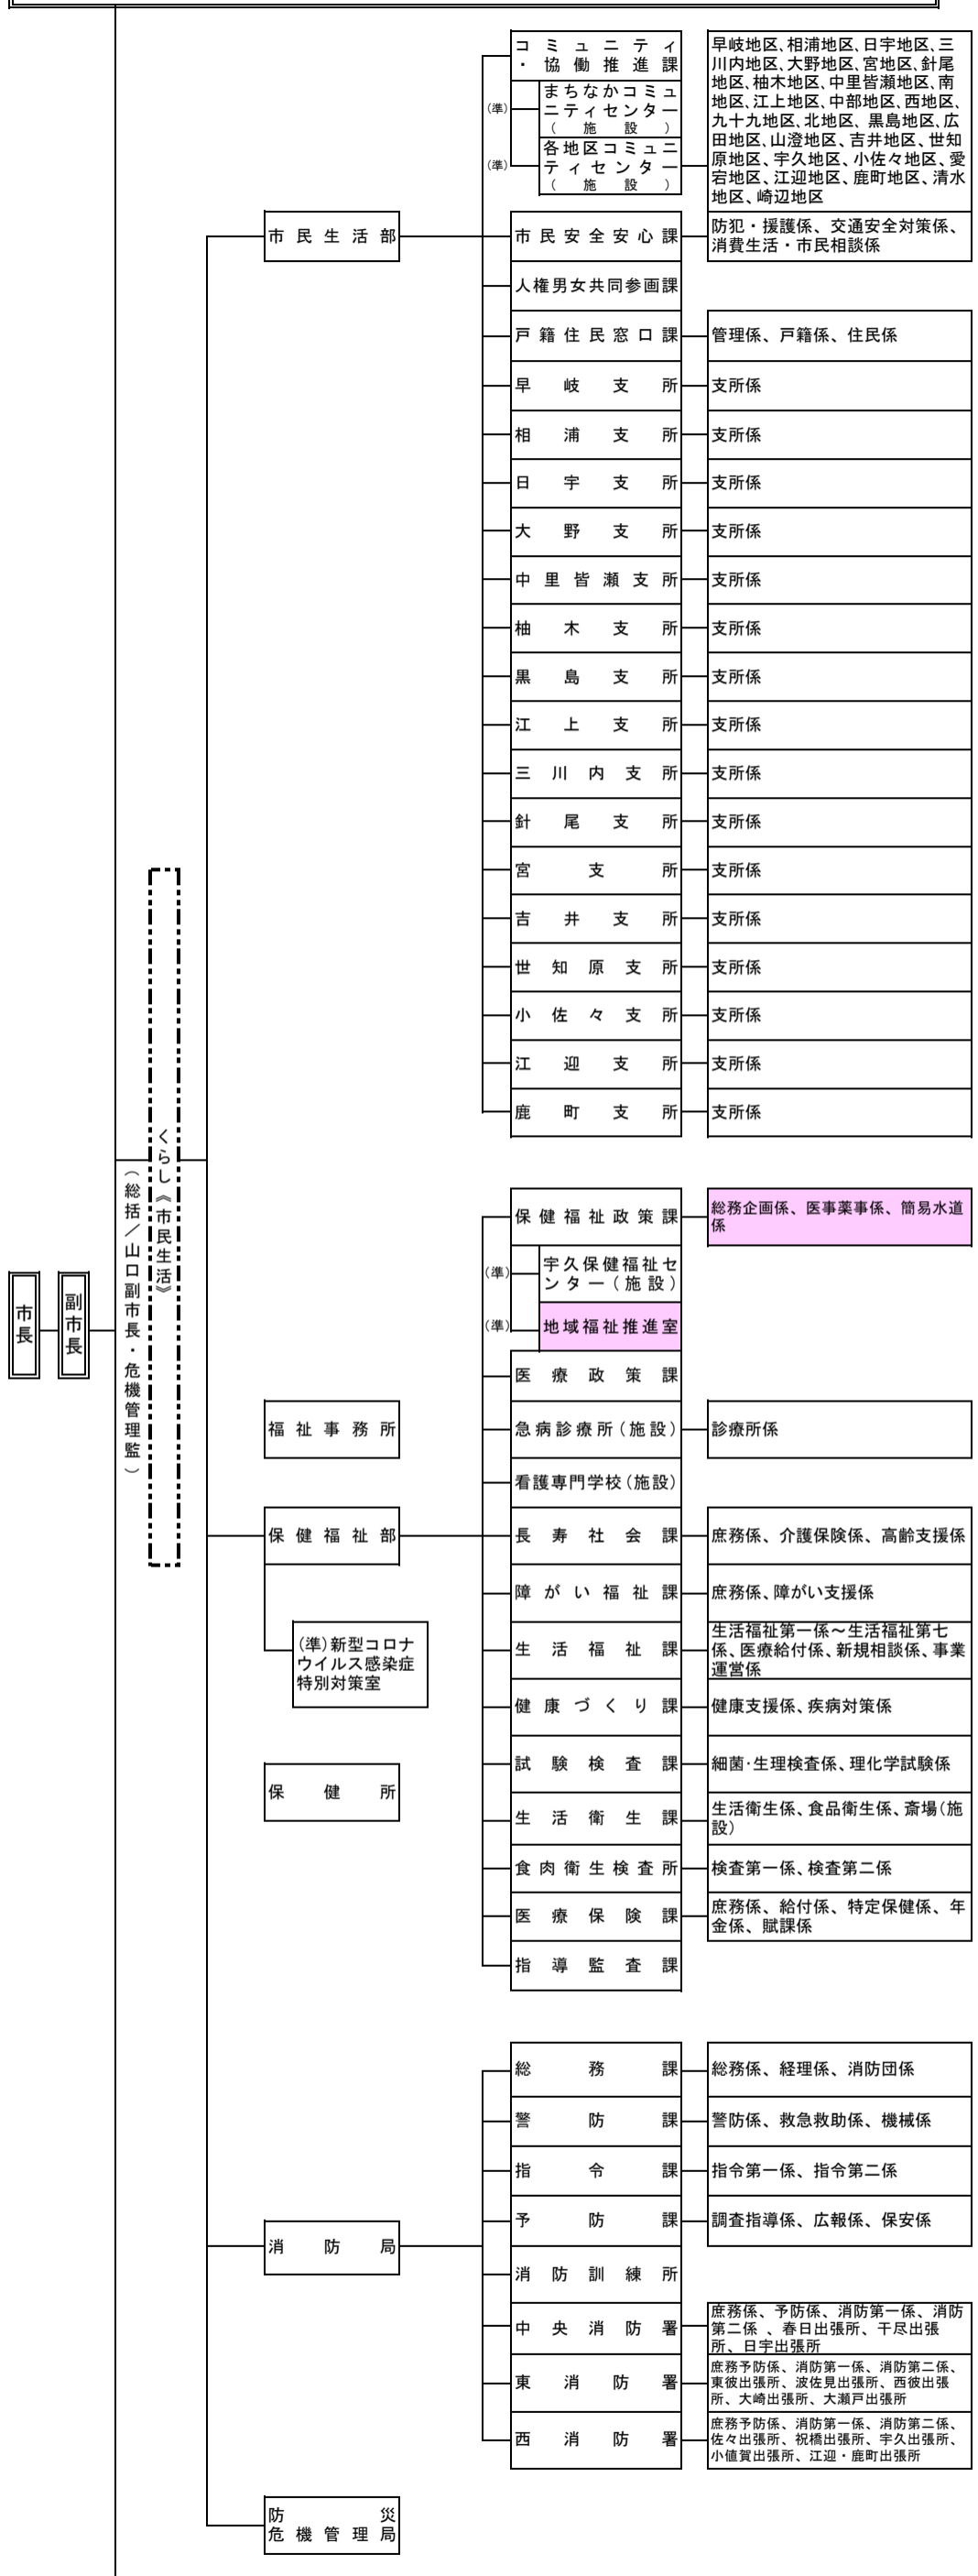 コミュニティ
・協働推進課
(準)
まちなかコミュ
ニティセンター
（施設）
(準)
各地区コミュニ
ティセンター
（施設）
早岐地区、相浦地区、日宇地区、三
川内地区、大野地区、宮地区、針尾
地区、柚木地区、中里皆瀬地区、南
地区、江上地区、中部地区、西地区、
九十九地区、北地区、黒島地区、広
田地区、山澄地区、吉井地区、世知
原地区、宇久地区、小佐々地区、愛
宕地区、江迎地区、鹿町地区、清水
地区、崎辺地区
市民生活部
市民安全安心課
防犯・援護係、交通安全対策係、
消費生活・市民相談係
人権男女共同参画課
戸籍住民窓口課
管理係、戸籍係、住民係
早岐支所
支所係
相浦支所
支所係
日宇支所
支所係
大野支所
支所係
中里皆瀬支所
支所係
柚木支所
支所係
黒島支所
支所係
江上支所
支所係
三川内支所
支所係
針尾支所
支所係
宮支所
支所係
吉井支所
支所係
世知原支所
支所係
小佐々支所
支所係
江迎支所
支所係
鹿町支所
支所係
市長
副市長
くらし《市民生活》
（総括／山口副市長・危機管理監）
保健福祉政策課
総務企画係、医事薬事係、簡易水道
係
(準)
宇久保健福祉セ
ンター（施設）
(準)
地域福祉推進室
医療政策課
福祉事務所
急病診療所（施設）
診療所係
看護専門学校（施設）
保健福祉部
長寿社会課
庶務係、介護保険係、高齢支援係
障がい福祉課
庶務係、障がい支援係
(準)新型コロナ
ウイルス感染症
特別対策室
生活福祉課
生活福祉第一係～生活福祉第七
係、医療給付係、新規相談係、事業
運営係
健康づくり課
健康支援係、疾病対策係
保健所
試験検査課
細菌･生理検査係、理化学試験係
生活衛生課
生活衛生係、食品衛生係、斎場（施
設）
食肉衛生検査所
検査第一係、検査第二係
医療保険課
庶務係、給付係、特定保健係、年
金係、賦課係
指導監査課
総務課
総務係、経理係、消防団係
警防課
警防係、救急救助係、機械係
指令課
指令第一係、指令第二係
予防課
調査指導係、広報係、保安係
消防局
消防訓練所
中央消防署
庶務係、予防係、消防第一係、消防
第二係 、春日出張所、干尽出張
所、日宇出張所
東消防署
庶務予防係、消防第一係、消防第二係、
東彼出張所、波佐見出張所、西彼出張
所、大崎出張所、大瀬戸出張所
西消防署
庶務予防係、消防第一係、消防第二係、
佐々出張所、祝橋出張所、宇久出張所、
小値賀出張所、江迎・鹿町出張所
防災
危機管理局